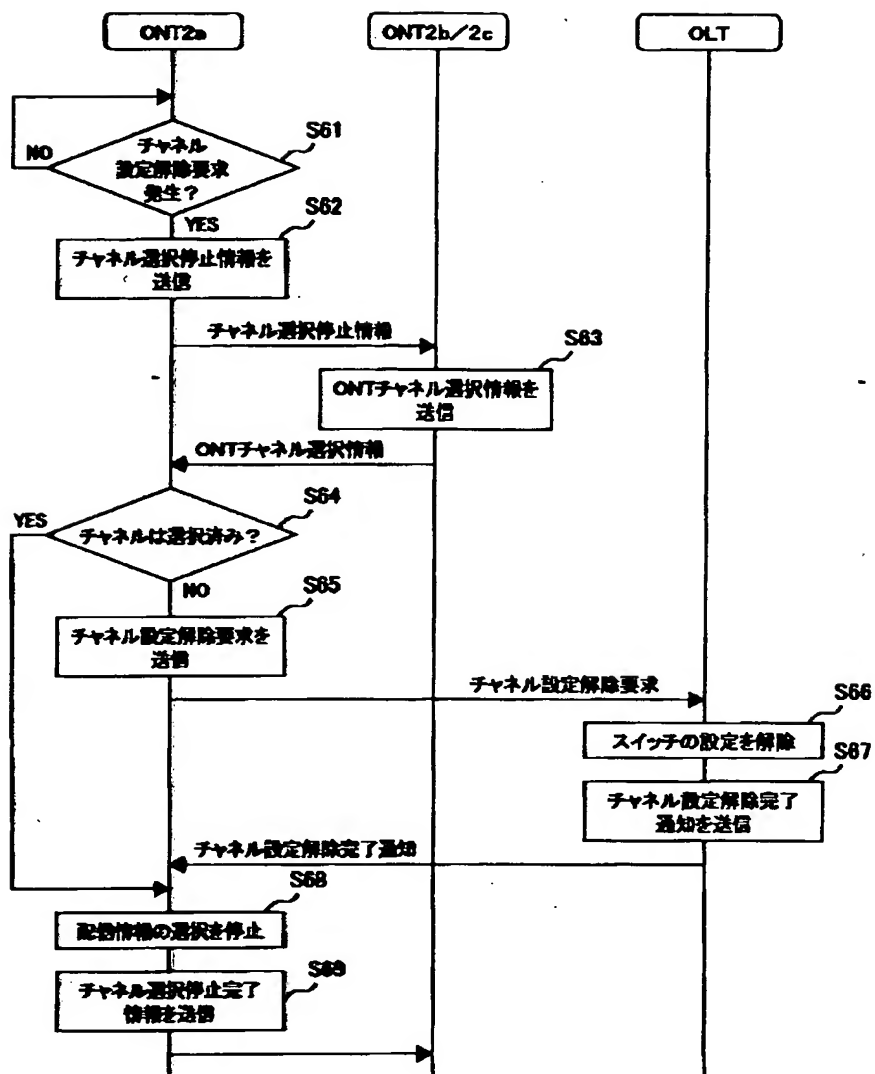 ONT2a
ONT2b/2c
OLT
S61
チャネル
設定解除要求
発生?
NO
YES
S62
チャネル選択停止情報を
送信
チャネル選択停止情報
S63
ONTチャネル選択情報を
送信
ONTチャネル選択情報
S64
チャネルは選択済み?
YES
NO
S65
チャネル設定解除要求を
送信
チャネル設定解除要求
S66
スイッチの設定を解除
S67
チャネル設定解除完了
通知を送信
チャネル設定解除完了通知
S68
配信情報の選択を停止
S69
チャネル選択停止完了
情報を送信